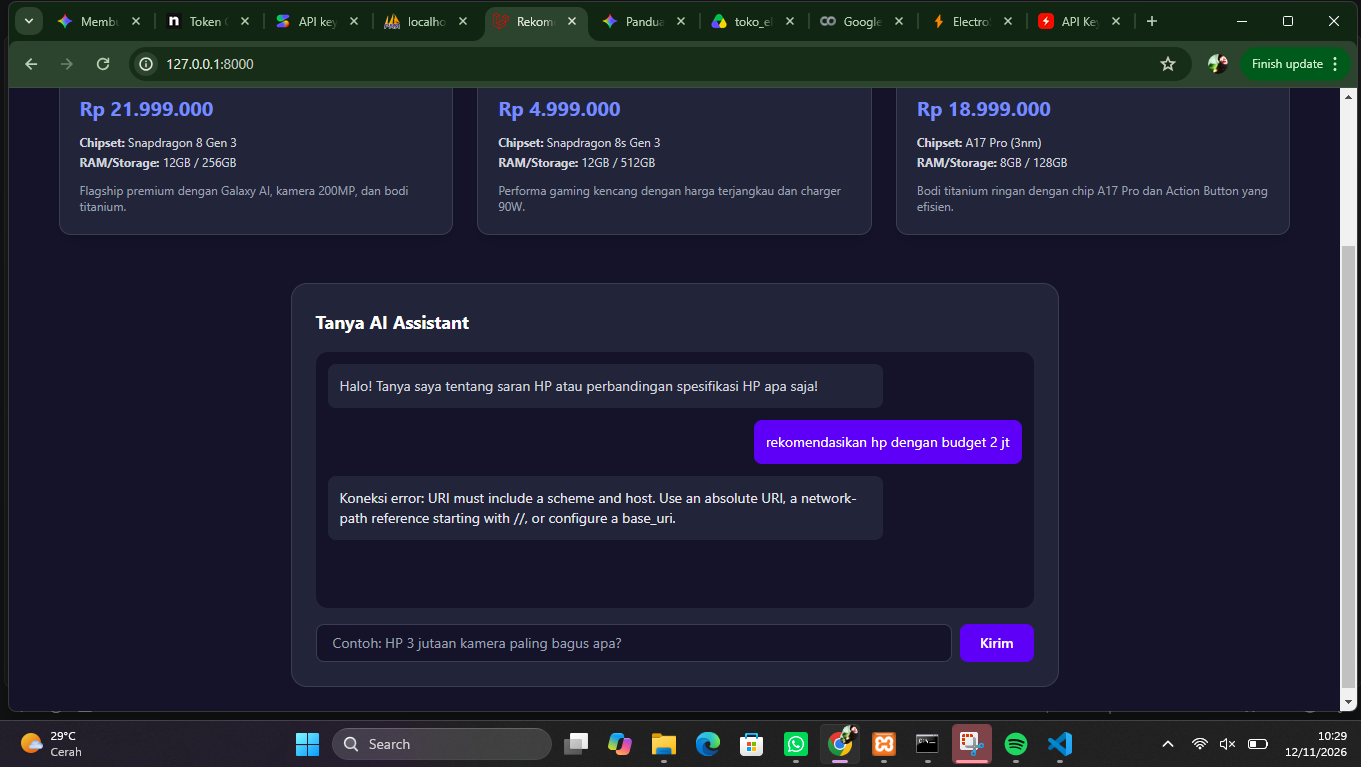 Membu
Token
API key
localho
Rekom
Pandua
toko_el
Google
Electro
API Key
127.0.0.1:8000
Finish update
Rp 21.999.000
Chipset: Snapdragon 8 Gen 3
RAM/Storage: 12GB / 256GB
Flagship premium dengan Galaxy AI, kamera 200MP, dan bodi
titanium.
Rp 4.999.000
Chipset: Snapdragon 8s Gen 3
RAM/Storage: 12GB / 512GB
Performa gaming kencang dengan harga terjangkau dan charger
90W.
Rp 18.999.000
Chipset: A17 Pro (3nm)
RAM/Storage: 8GB / 128GB
Bodi titanium ringan dengan chip A17 Pro dan Action Button yang
efisien.
Tanya AI Assistant
Halo! Tanya saya tentang saran HP atau perbandingan spesifikasi HP apa saja!
rekomendasikan hp dengan budget 2 jt
Koneksi error: URI must include a scheme and host. Use an absolute URI, a network-
path reference starting with //, or configure a base_uri.
Contoh: HP 3 jutaan kamera paling bagus apa?
Kirim
29°C
Cerah
Search
10:29
12/11/2026